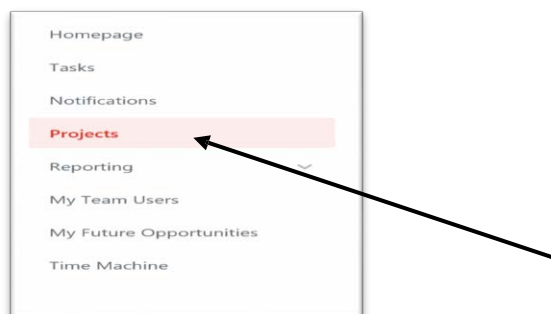 Homepage
Tasks
Notifications
Projects
Reporting
My Team Users
My Future Opportunities
Time Machine